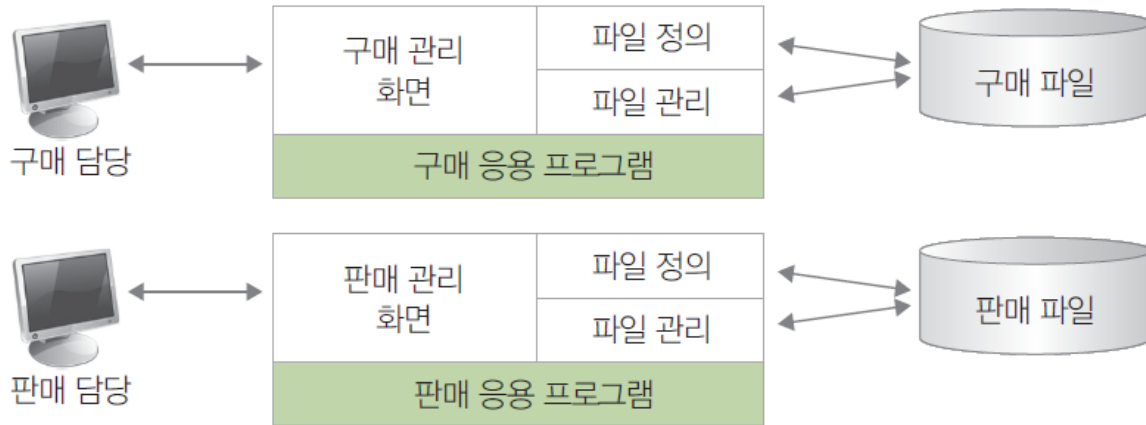 구매 담당
구매 관리
화면
파일 정의
파일 관리
구매 응용 프로그램
구매 파일
판매 담당
판매 관리
화면
파일 정의
파일 관리
판매 응용 프로그램
판매 파일